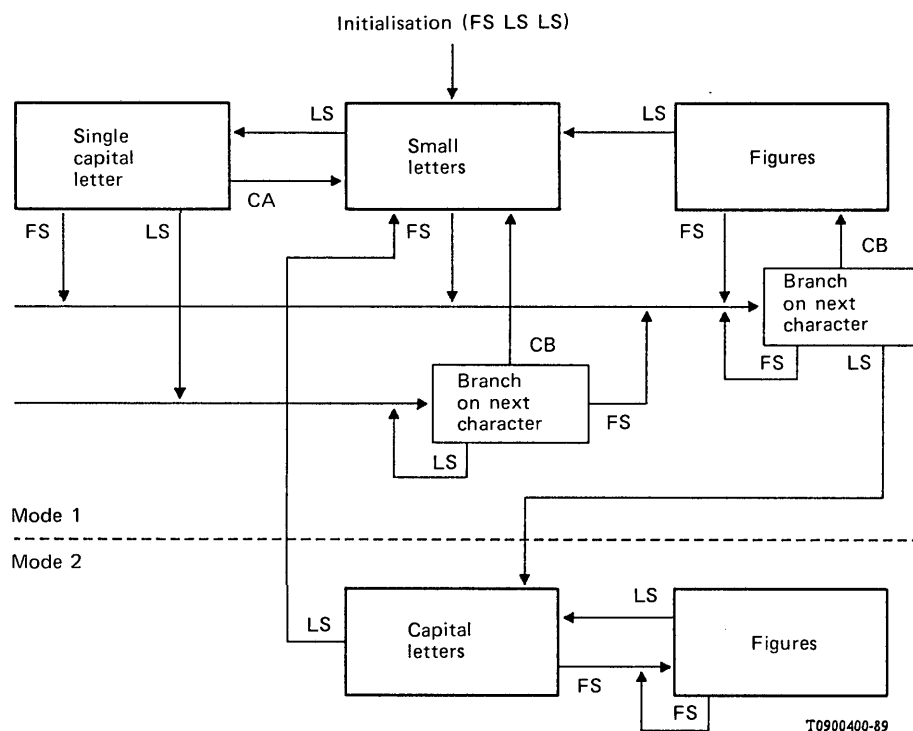 Initialisation (FS LS LS)
LS
LS
Single
capital
letter
Small
letters
Figures
CA
FS
LS
FS
FS
CB
Branch
on next
character
CB
FS
LS
Branch
on next
character
FS
LS
Mode 1
Mode 2
LS
LS
Capital
letters
Figures
FS
FS
T0900400-89